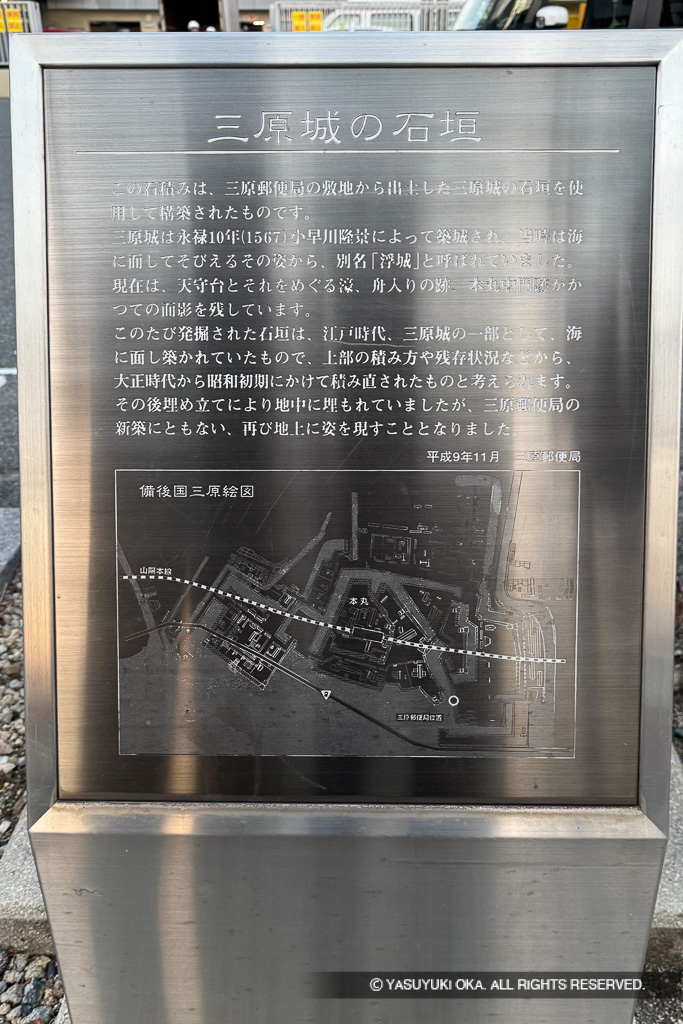 三原城の石垣
この石積みは、三原郵便局の敷地から出土した三原城の石垣を使
用して構築されたものです。
三原城は永禄10年(1567)小早川隆景によって築城され、当時は海
に面してそびえるその姿から、別名「浮城」と呼ばれていました。
現在は、天守台とそれをめぐる濠、舟入りの跡、本丸中門跡がか
つての面影を残しています。
このたび発掘された石垣は、江戸時代、三原城の一部として、海
に面し築かれていたもので、上部の積み方や残存状況などから、
大正時代から昭和初期にかけて積み直されたものと考えられます。
その後埋め立てにより地中に埋もれていましたが、三原郵便局の
新築にともない、再び地上に姿を現すこととなりました。
平成9年11月 三原郵便局
備後国三原絵図
山陽本線
本丸
三原郵便局位置
© YASUYUKI OKA. ALL RIGHTS RESERVED.